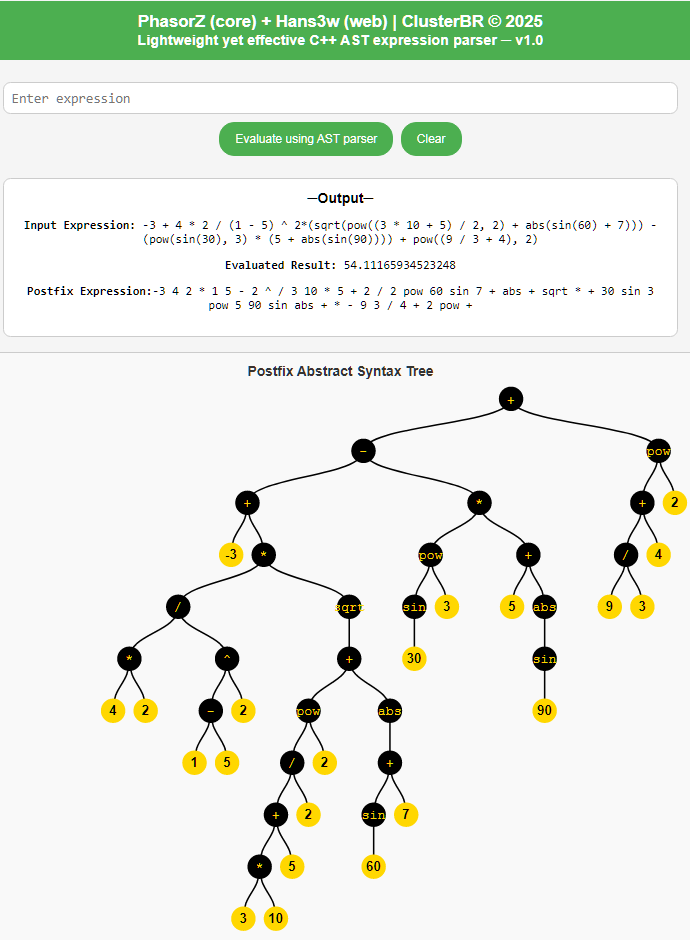 PhasorZ (core) + Hans3w (web) | ClusterBR © 2025
Lightweight yet effective C++ AST expression parser — v1.0
Enter expression
Evaluate using AST parser
Clear
—Output—
Input Expression: -3 + 4 * 2 / (1 - 5) ^ 2*(sqrt(pow((3 * 10 + 5) / 2, 2) + abs(sin(60) + 7))) -
(pow(sin(30), 3) * (5 + abs(sin(90)))) + pow((9 / 3 + 4), 2)
Evaluated Result: 54.11165934523248
Postfix Expression:-3 4 2 * 1 5 - 2 ^ / 3 10 * 5 + 2 / 2 pow 60 sin 7 + abs + sqrt * + 30 sin 3
pow 5 90 sin abs + * - 9 3 / 4 + 2 pow +
Postfix Abstract Syntax Tree
+
- pow
+ * + 2
-3 * pow + / 4
/ sqrt sin 3 5 abs 9 3
* ^ + 30 sin
4 2 - 2 pow abs 90
1 5 / 2 +
+ 2 sin 7
* 5 60
3 10